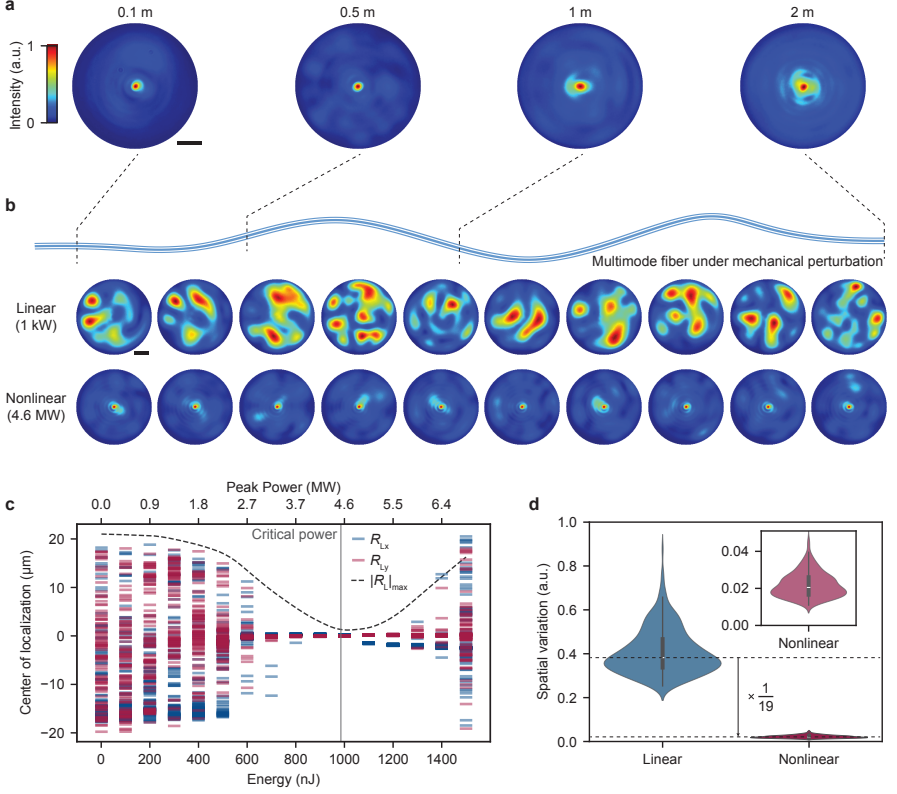 a
0.1 m
0.5 m
1 m
2 m
Intensity (a.u.)
1
0
b
Multimode fiber under mechanical perturbation
Linear
(1 kW)
Nonlinear
(4.6 MW)
c
Peak Power (MW)
0.0 0.9 1.8 2.7 3.7 4.6 5.5 6.4
Critical power
R_Lx
R_Ly
|R_L|_max
Center of localization (μm)
20
10
0
−10
−20
0 200 400 600 800 1000 1200 1400
Energy (nJ)
d
Spatial variation (a.u.)
1.0
0.8
0.6
0.4
0.2
0.0
0.04
0.02
0.00
Nonlinear
× 1/19
Linear
Nonlinear